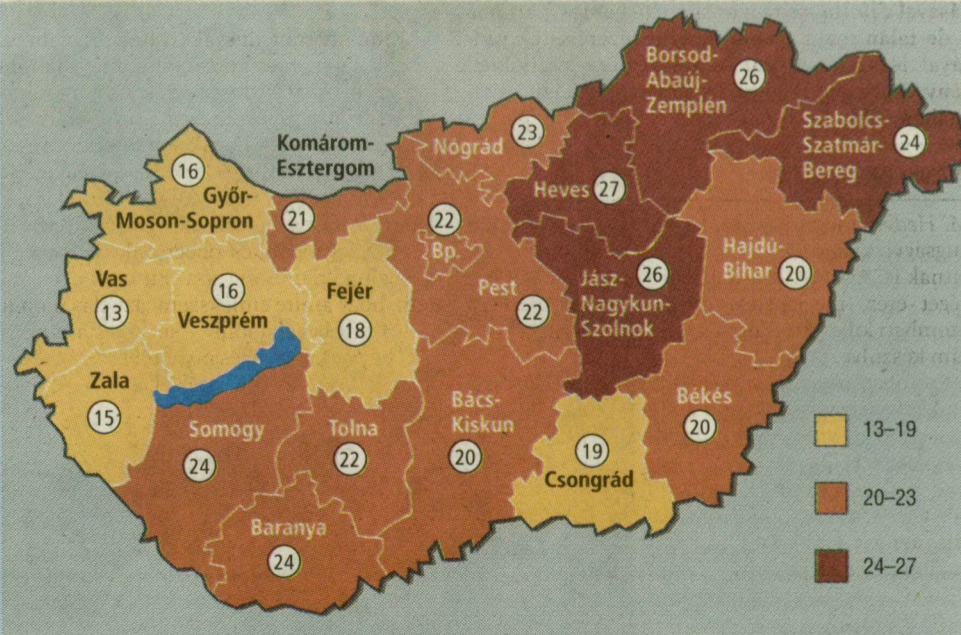 Borsod-
Abaúj-
Zemplén
26
Szabolcs-
Szatmár-
Bereg
24
Nógrád
23
Komárom-
Esztergom
21
16
Győr-
Moson-Sopron
Heves
27
22
Bp.
Pest
22
Hajdú-
Bihar
20
Jász-
Nagykun-
Szolnok
26
Vas
13
16
Veszprém
Fejér
18
Zala
15
Somogy
24
Tolna
22
Bács-
Kiskun
20
Békés
20
19
Csongrád
Baranya
24
13–19
20–23
24–27